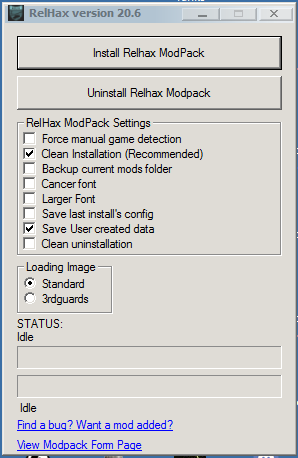 RelHax version 20.6
Install Relhax ModPack
Uninstall Relhax Modpack
RelHax ModPack Settings
Force manual game detection
Clean Installation (Recommended)
Backup current mods folder
Cancer font
Larger Font
Save last install's config
Save User created data
Clean uninstallation
Loading Image
Standard
3rdguards
STATUS:
Idle
Idle
Find a bug? Want a mod added?
View Modpack Form Page